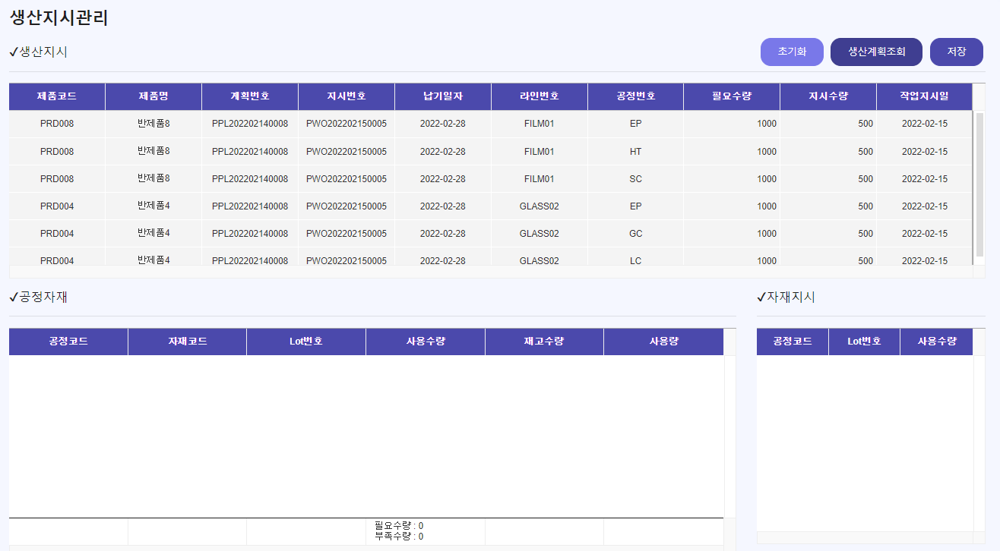 생산지시관리
✓생산지시
초기화 생산계획조회 저장
제품코드 제품명 계획번호 지시번호 납기일자 라인번호 공정번호 필요수량 지시수량 작업지시일
PRD008 반제품8 PPL202202140008 PWO202202150005 2022-02-28 FILM01 EP 1000 500 2022-02-15
PRD008 반제품8 PPL202202140008 PWO202202150005 2022-02-28 FILM01 HT 1000 500 2022-02-15
PRD008 반제품8 PPL202202140008 PWO202202150005 2022-02-28 FILM01 SC 1000 500 2022-02-15
PRD004 반제품4 PPL202202140008 PWO202202150005 2022-02-28 GLASS02 EP 1000 500 2022-02-15
PRD004 반제품4 PPL202202140008 PWO202202150005 2022-02-28 GLASS02 GC 1000 500 2022-02-15
PRD004 반제품4 PPL202202140008 PWO202202150005 2022-02-28 GLASS02 LC 1000 500 2022-02-15
✓공정자재
공정코드 자재코드 Lot번호 사용수량 재고수량 사용량
필요수량 : 0
부족수량 : 0
✓자재지시
공정코드 Lot번호 사용수량